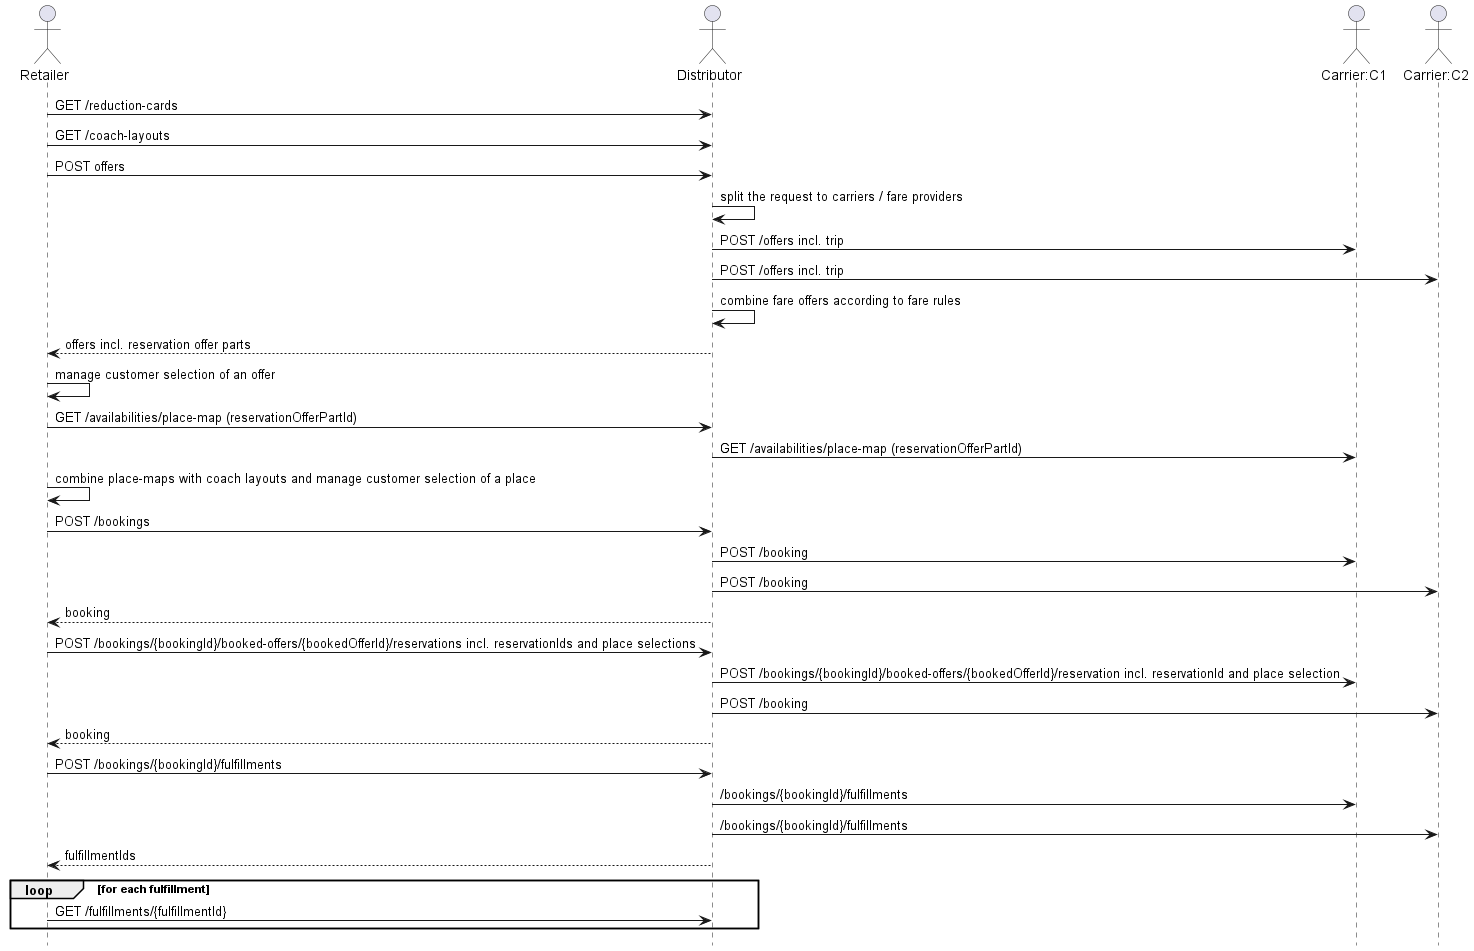 Retailer
Distributor
Carrier:C1
Carrier:C2
GET /reduction-cards
GET /coach-layouts
POST offers
split the request to carriers / fare providers
POST /offers incl. trip
POST /offers incl. trip
combine fare offers according to fare rules
offers incl. reservation offer parts
manage customer selection of an offer
GET /availabilities/place-map (reservationOfferPartId)
GET /availabilities/place-map (reservationOfferPartId)
combine place-maps with coach layouts and manage customer selection of a place
POST /bookings
POST /booking
POST /booking
booking
POST /bookings/{bookingId}/booked-offers/{bookedOfferId}/reservations incl. reservationIds and place selections
POST /bookings/{bookingId}/booked-offers/{bookedOfferId}/reservation incl. reservationId and place selection
POST /booking
booking
POST /bookings/{bookingId}/fulfillments
/bookings/{bookingId}/fulfillments
/bookings/{bookingId}/fulfillments
fulfillmentIds
loop [for each fulfillment]
GET /fulfillments/{fulfillmentId}